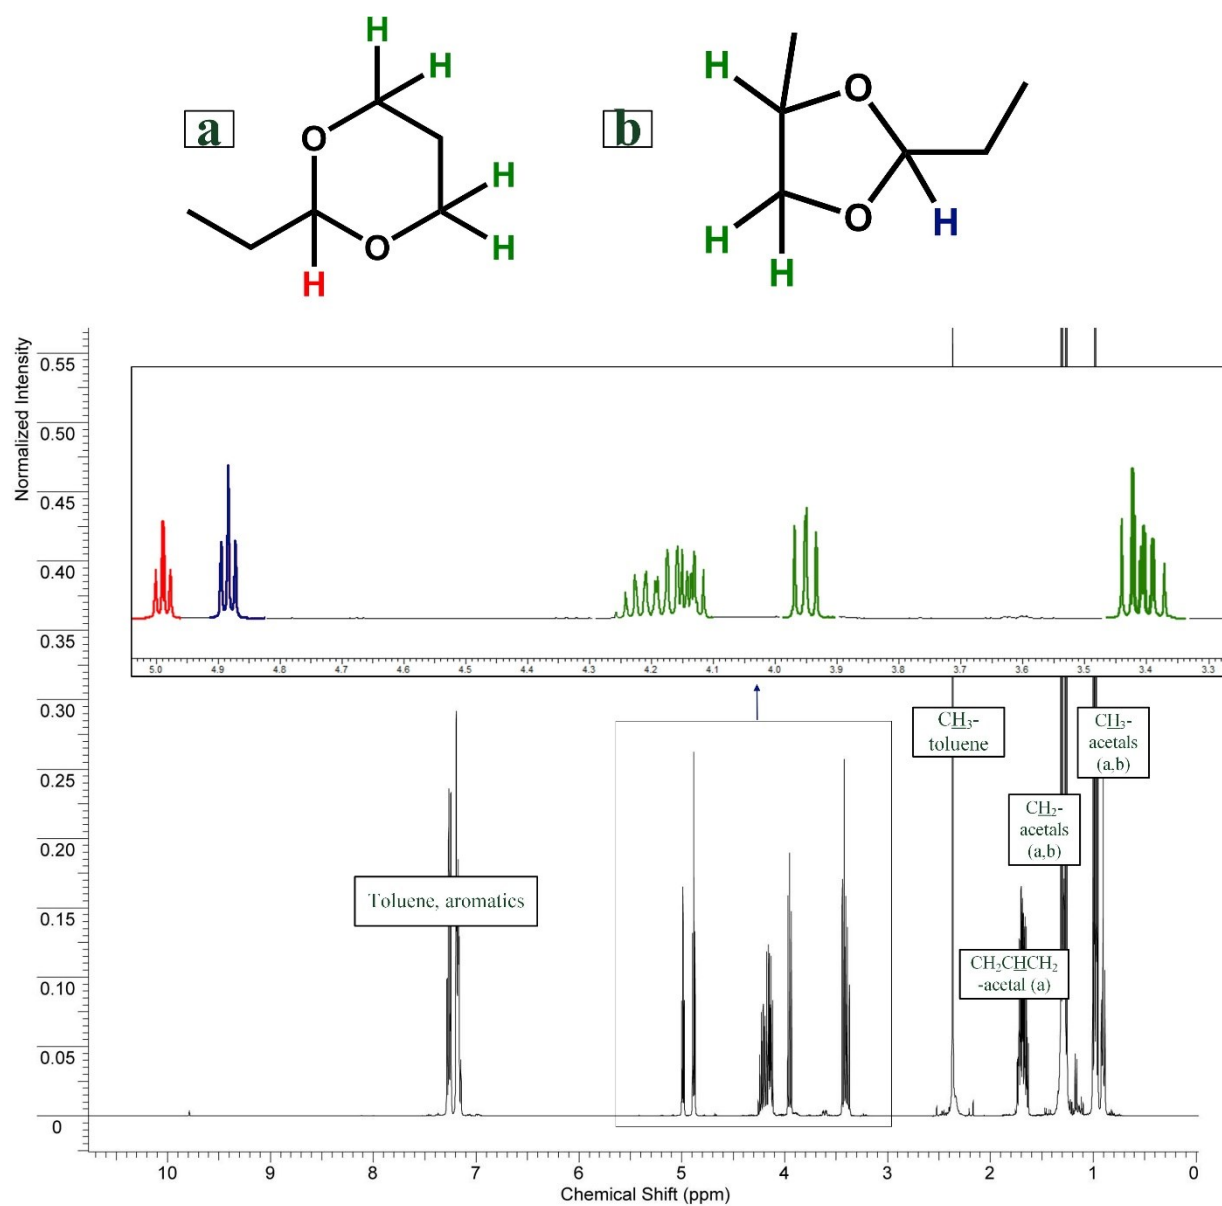 H
H
a
b
H
O
O
H
H
O
O
H
H
H
H
H
Normalized Intensity
0.55
0.50
0.45
0.40
0.35
0.30
0.25
0.20
0.15
0.10
0.05
0
5.0 4.9 4.8 4.7 4.6 4.5 4.4 4.3 4.2 4.1 4.0 3.9 3.8 3.7 3.6 3.5 3.4 3.3
CH3-
toluene
CH3-
acetals
(a,b)
CH2-
acetals
(a,b)
Toluene, aromatics
CH2CHCH2
-acetal (a)
10 9 8 7 6 5 4 3 2 1 0
Chemical Shift (ppm)